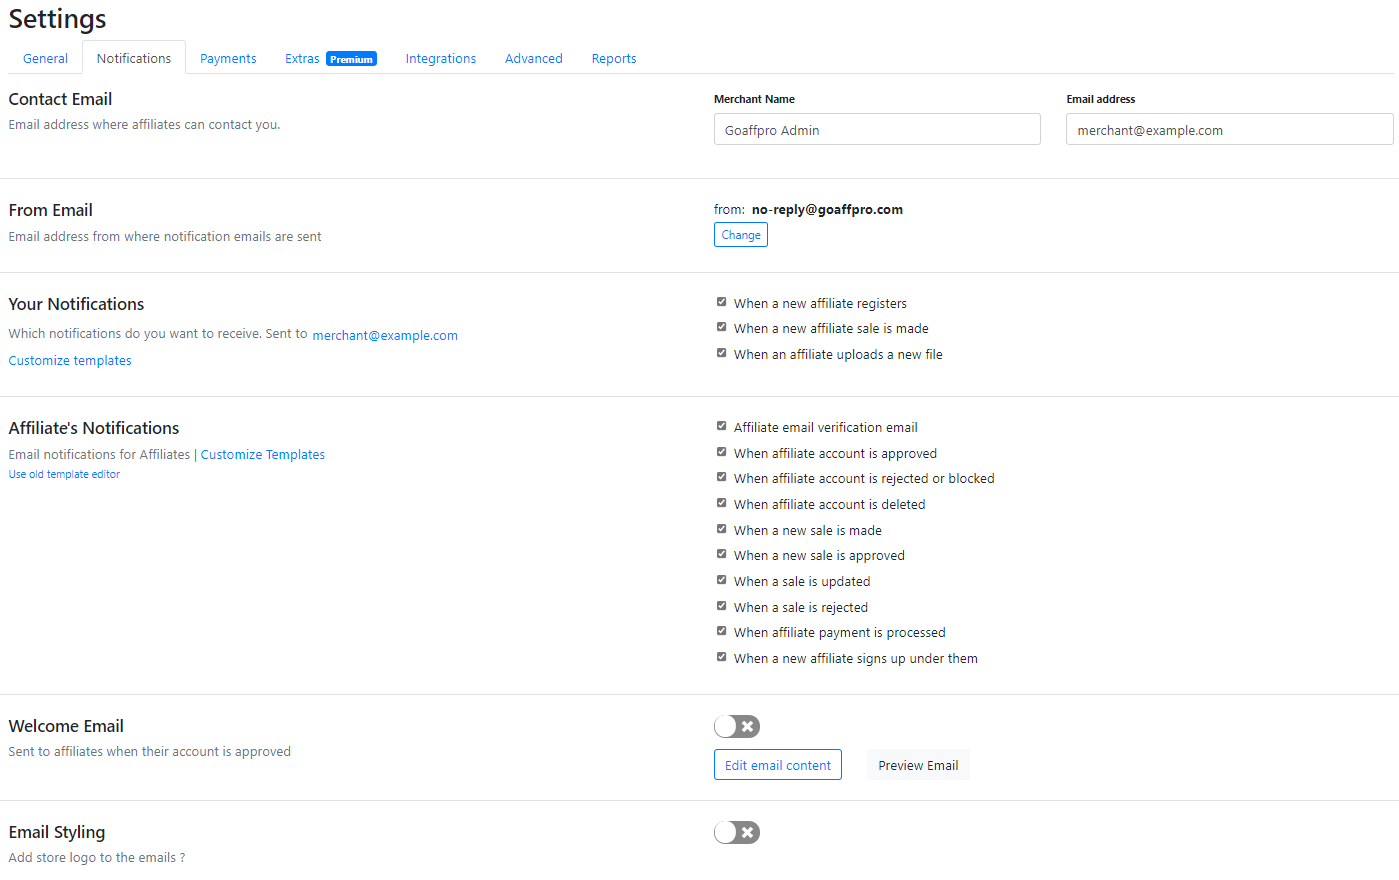 Settings
General Notifications Payments Extras Premium Integrations Advanced Reports
Contact Email
Email address where affiliates can contact you.
Merchant Name
Goaffpro Admin
Email address
merchant@example.com
From Email
Email address from where notification emails are sent
from: no-reply@goaffpro.com
Change
Your Notifications
Which notifications do you want to receive. Sent to merchant@example.com
Customize templates
When a new affiliate registers
When a new affiliate sale is made
When an affiliate uploads a new file
Affiliate's Notifications
Email notifications for Affiliates | Customize Templates
Use old template editor
Affiliate email verification email
When affiliate account is approved
When affiliate account is rejected or blocked
When affiliate account is deleted
When a new sale is made
When a new sale is approved
When a sale is updated
When a sale is rejected
When affiliate payment is processed
When a new affiliate signs up under them
Welcome Email
Sent to affiliates when their account is approved
Edit email content Preview Email
Email Styling
Add store logo to the emails ?